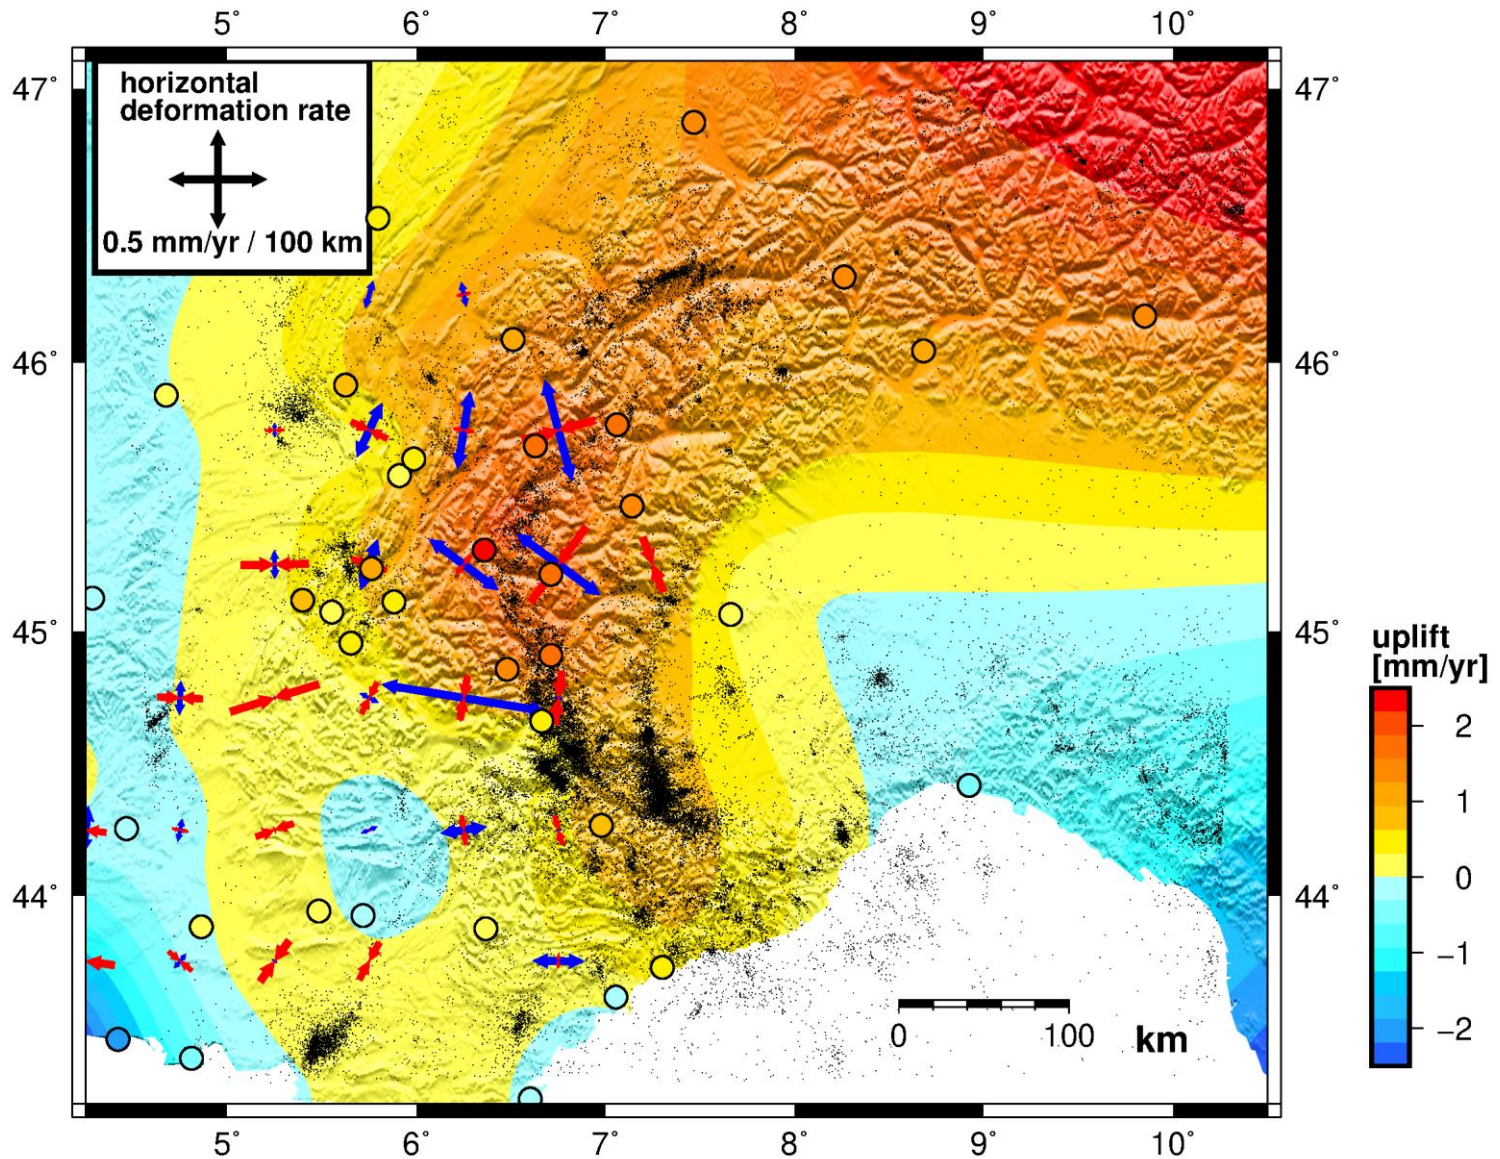 5° 6° 7° 8° 9° 10°
47° 47°
horizontal
deformation rate
0.5 mm/yr / 100 km
46° 46°
45° 45°
uplift
[mm/yr]
2
1
0
−1
−2
44° 44°
0 100 km
5° 6° 7° 8° 9° 10°